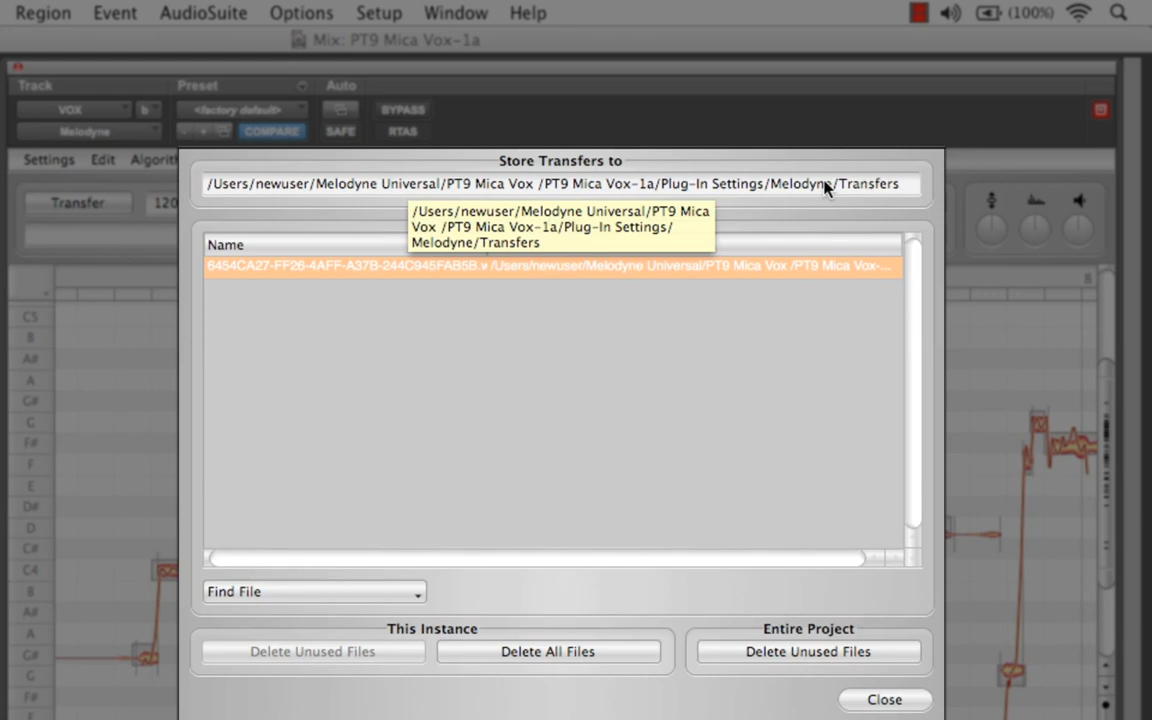 Region Event AudioSuite Options Setup Window Help (100%)
Mix: PT9 Mica Vox-1a
Track Preset Auto
VOX b <factory default> BYPASS
Melodyne - + COMPARE SAFE RTAS
Settings Edit Algorit
Store Transfers to
/Users/newuser/Melodyne Universal/PT9 Mica Vox /PT9 Mica Vox-1a/Plug-In Settings/Melodyne/Transfers
Transfer 120
/Users/newuser/Melodyne Universal/PT9 Mica
Vox /PT9 Mica Vox-1a/Plug-In Settings/
Melodyne/Transfers
Name
6454CA27-FF26-4AFF-A37B-244C945FAB5B.w /Users/newuser/Melodyne Universal/PT9 Mica Vox /PT9 Mica Vox-...
8
C5
B
A#
A
G#
G
F#
F
E
D#
D
C#
C4
B
A#
A
G#
G
F#
Find File
This Instance
Entire Project
Delete Unused Files
Delete All Files
Delete Unused Files
Close